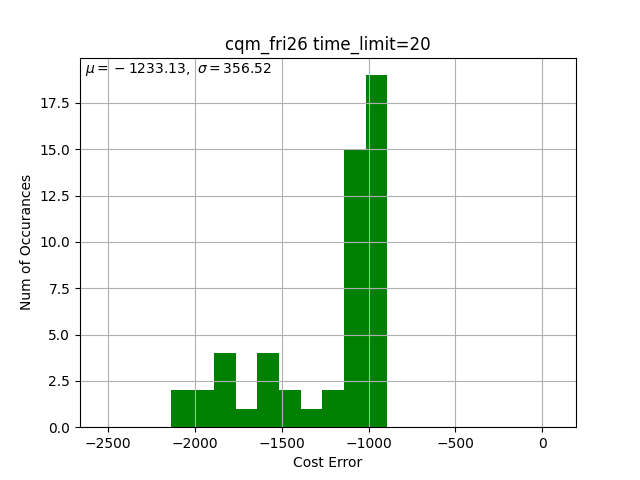 cqm_fri26 time_limit=20
μ = −1233.13, σ = 356.52
17.5
15.0
12.5
10.0
7.5
5.0
2.5
0.0
Num of Occurances
−2500 −2000 −1500 −1000 −500 0
Cost Error